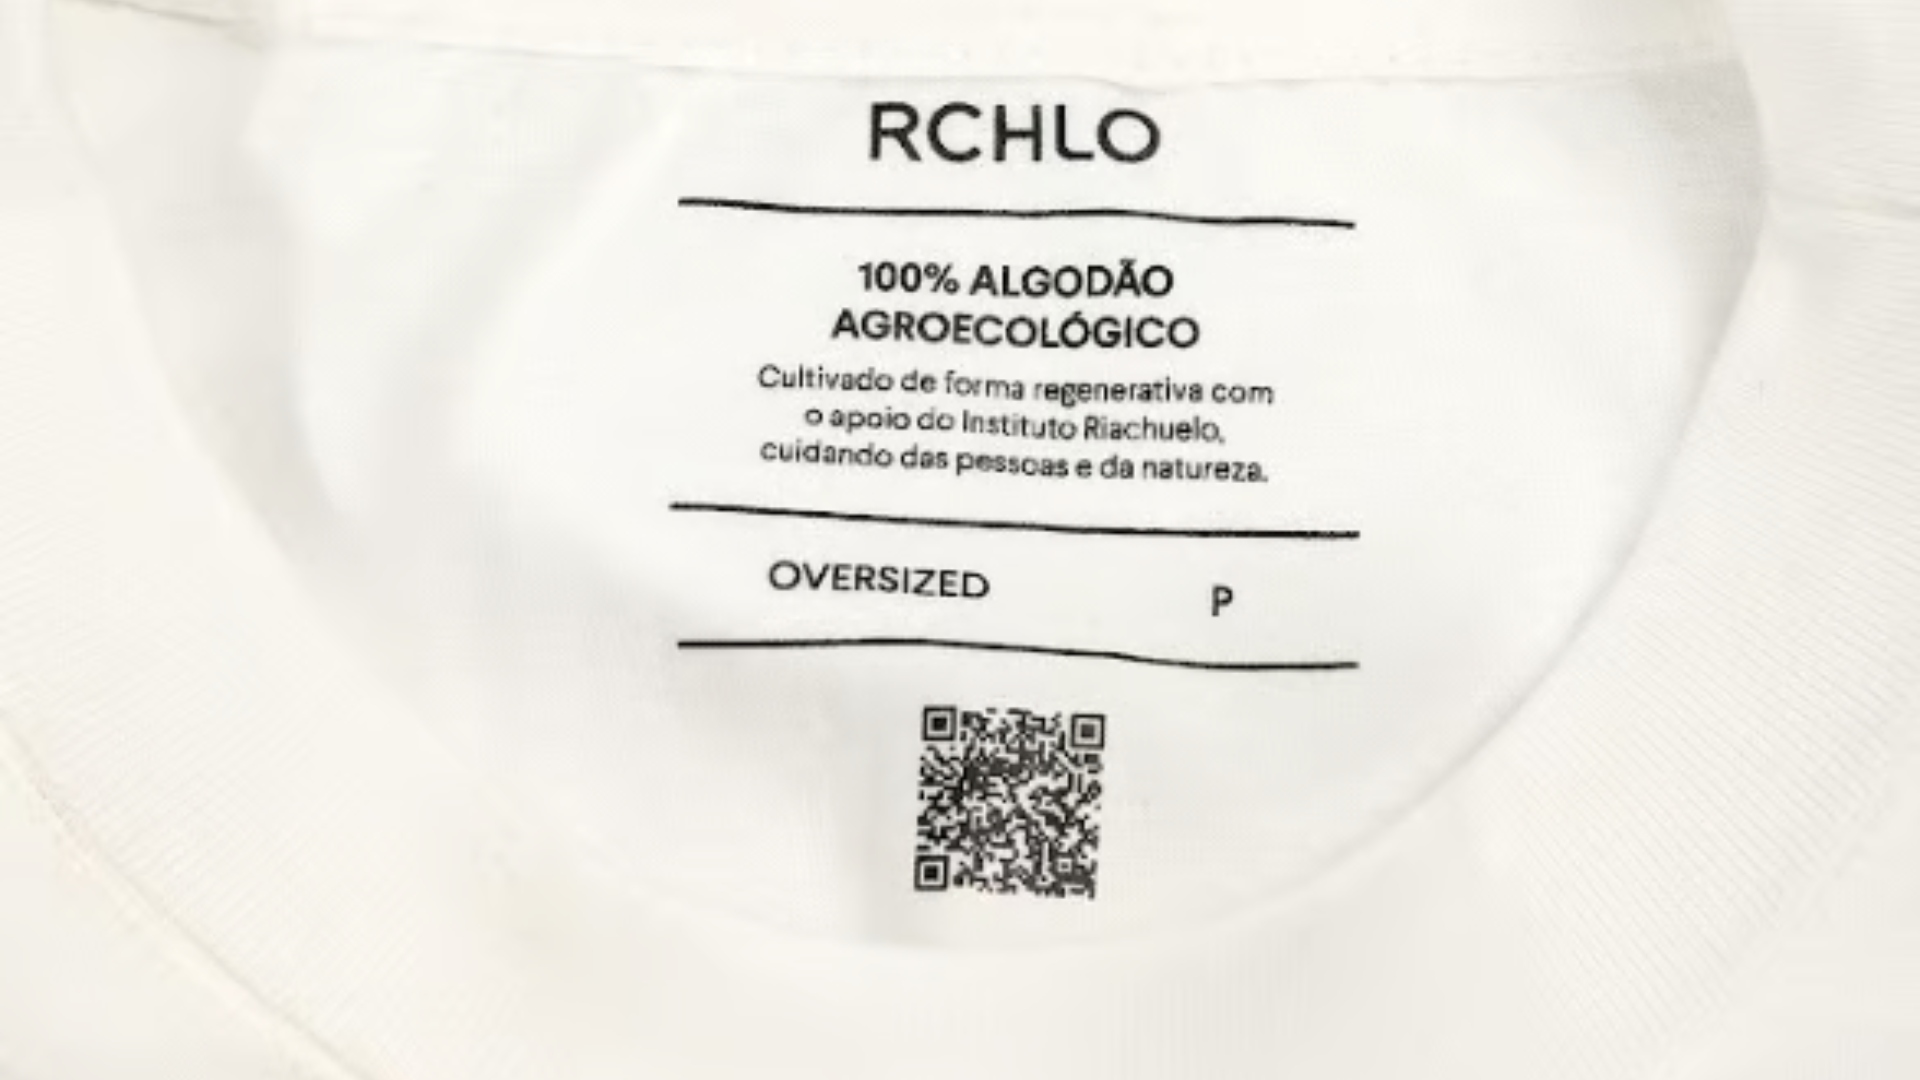 RCHLO
100% ALGODÃO
AGROECOLÓGICO
Cultivado de forma regenerativa com
o apoio do Instituto Riachuelo,
cuidando das pessoas e da natureza.
OVERSIZED P